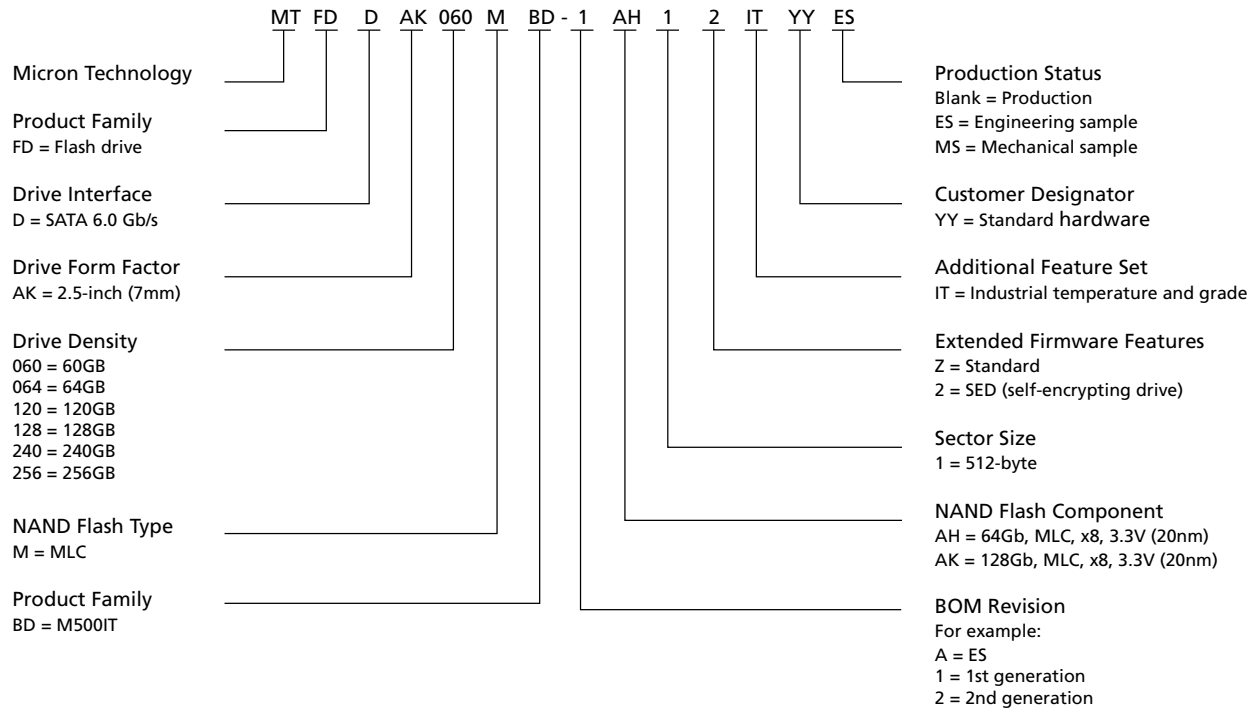 MT FD D AK 060 M BD - 1 AH 1 2 IT YY ES
Micron Technology
Product Family
FD = Flash drive
Drive Interface
D = SATA 6.0 Gb/s
Drive Form Factor
AK = 2.5-inch (7mm)
Drive Density
060 = 60GB
064 = 64GB
120 = 120GB
128 = 128GB
240 = 240GB
256 = 256GB
NAND Flash Type
M = MLC
Product Family
BD = M500IT
Production Status
Blank = Production
ES = Engineering sample
MS = Mechanical sample
Customer Designator
YY = Standard hardware
Additional Feature Set
IT = Industrial temperature and grade
Extended Firmware Features
Z = Standard
2 = SED (self-encrypting drive)
Sector Size
1 = 512-byte
NAND Flash Component
AH = 64Gb, MLC, x8, 3.3V (20nm)
AK = 128Gb, MLC, x8, 3.3V (20nm)
BOM Revision
For example:
A = ES
1 = 1st generation
2 = 2nd generation